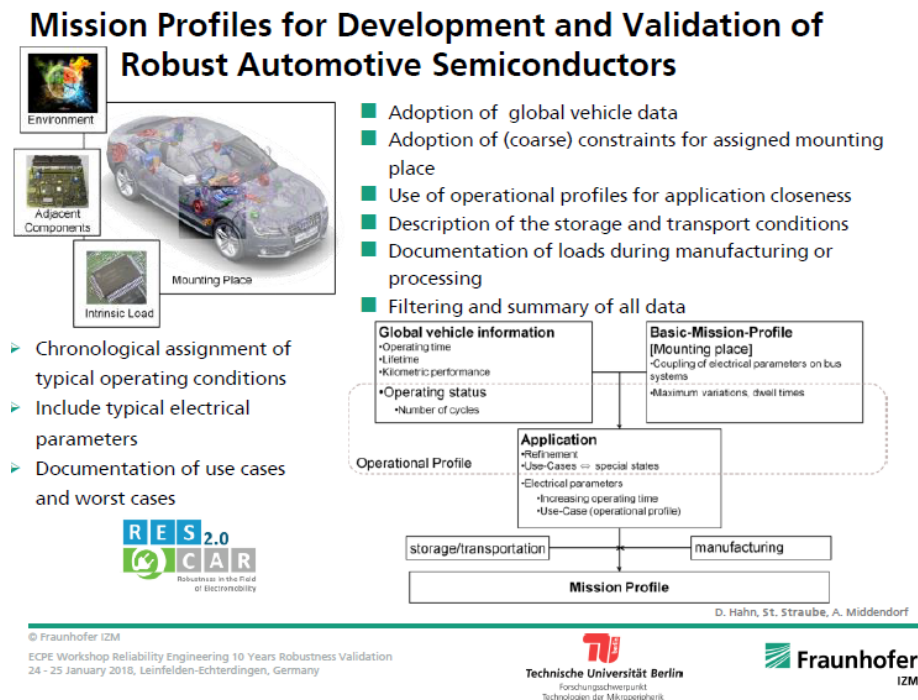 Mission Profiles for Development and Validation of
Robust Automotive Semiconductors
Environment
Adjacent
Components
Intrinsic Load
Mounting Place
Adoption of global vehicle data
Adoption of (coarse) constraints for assigned mounting
place
Use of operational profiles for application closeness
Description of the storage and transport conditions
Documentation of loads during manufacturing or
processing
Filtering and summary of all data
Chronological assignment of
typical operating conditions
Include typical electrical
parameters
Documentation of use cases
and worst cases
Global vehicle information
•Operating time
•Lifetime
•Kilometric performance
•Operating status
•Number of cycles
Basic-Mission-Profile
[Mounting place]
•Coupling of electrical parameters on bus
systems
•Maximum variations, dwell times
Operational Profile
Application
•Refinement
•Use-Cases ⇔ special states
•Electrical parameters
•Increasing operating time
•Use-Case (operational profile)
storage/transportation
manufacturing
Mission Profile
RES 2.0
CAR
Robustness in the Field
of Electromobility
D. Hahn, St. Straube, A. Middendorf
© Fraunhofer IZM
ECPE Workshop Reliability Engineering 10 Years Robustness Validation
24 - 25 January 2018, Leinfelden-Echterdingen, Germany
Technische Universität Berlin
Forschungsschwerpunkt
Technologien der Mikroperipherik
Fraunhofer
IZM